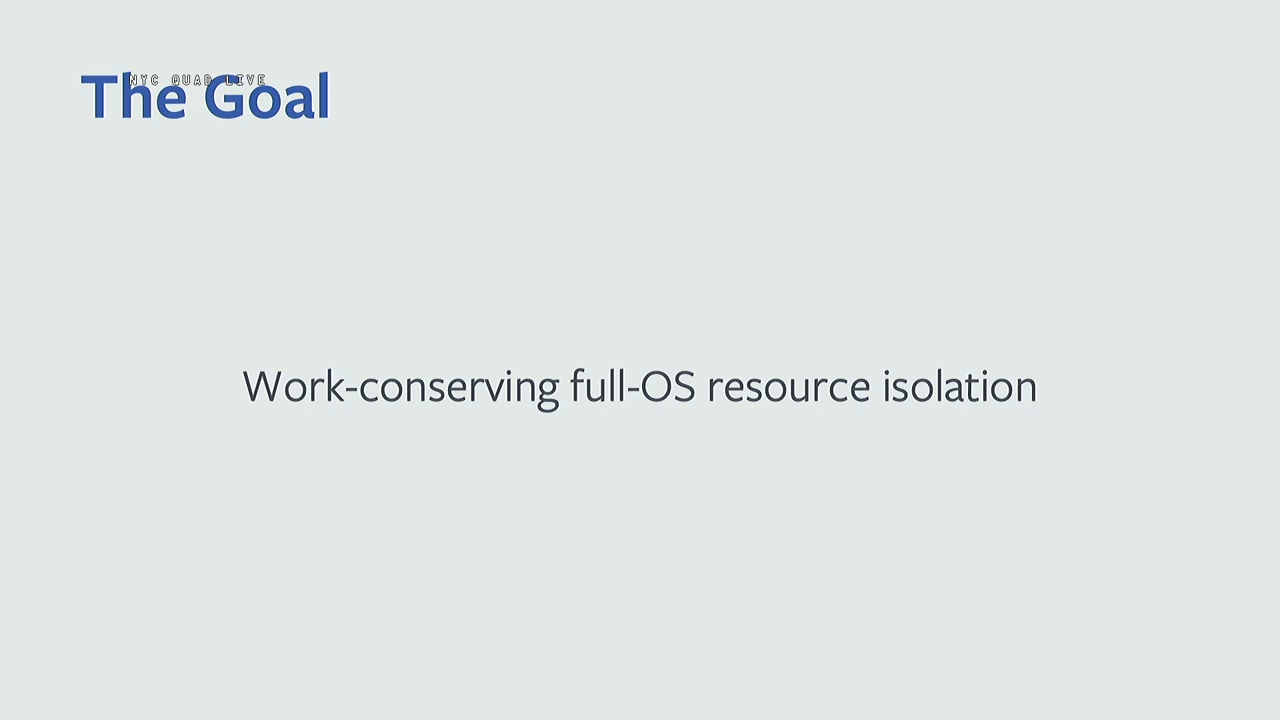 NYC QUAD LIVE
The Goal
Work-conserving full-OS resource isolation